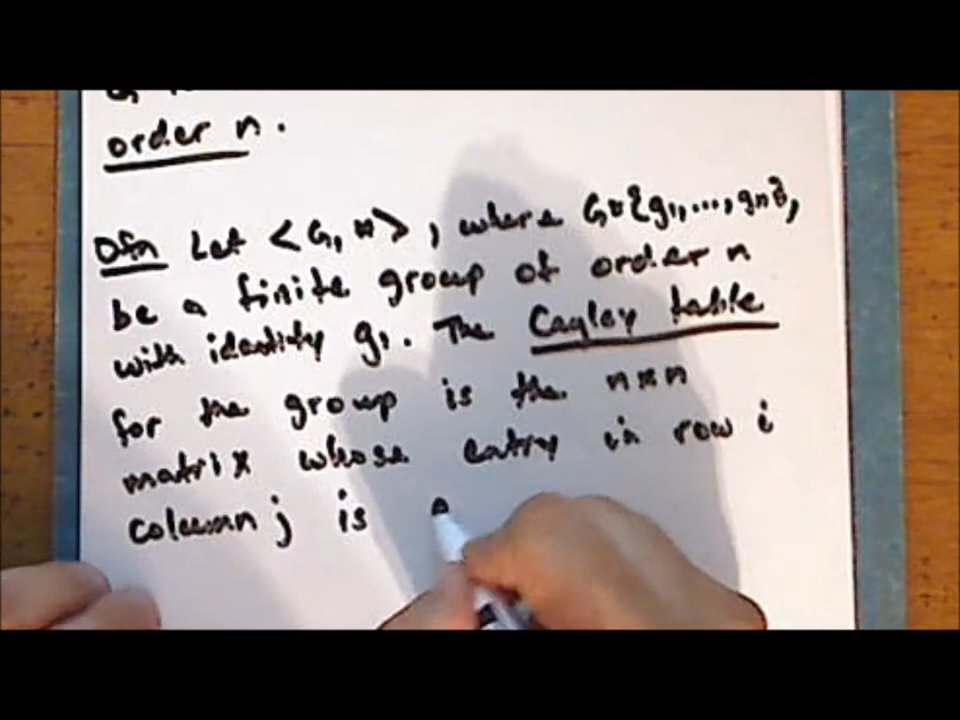 order n.
Dfn Let <G, *>, where G={g1,...,gn},
be a finite group of order n
with identity g1. The Cayley table
for the group is the n×n
matrix whose entry in row i
column j is